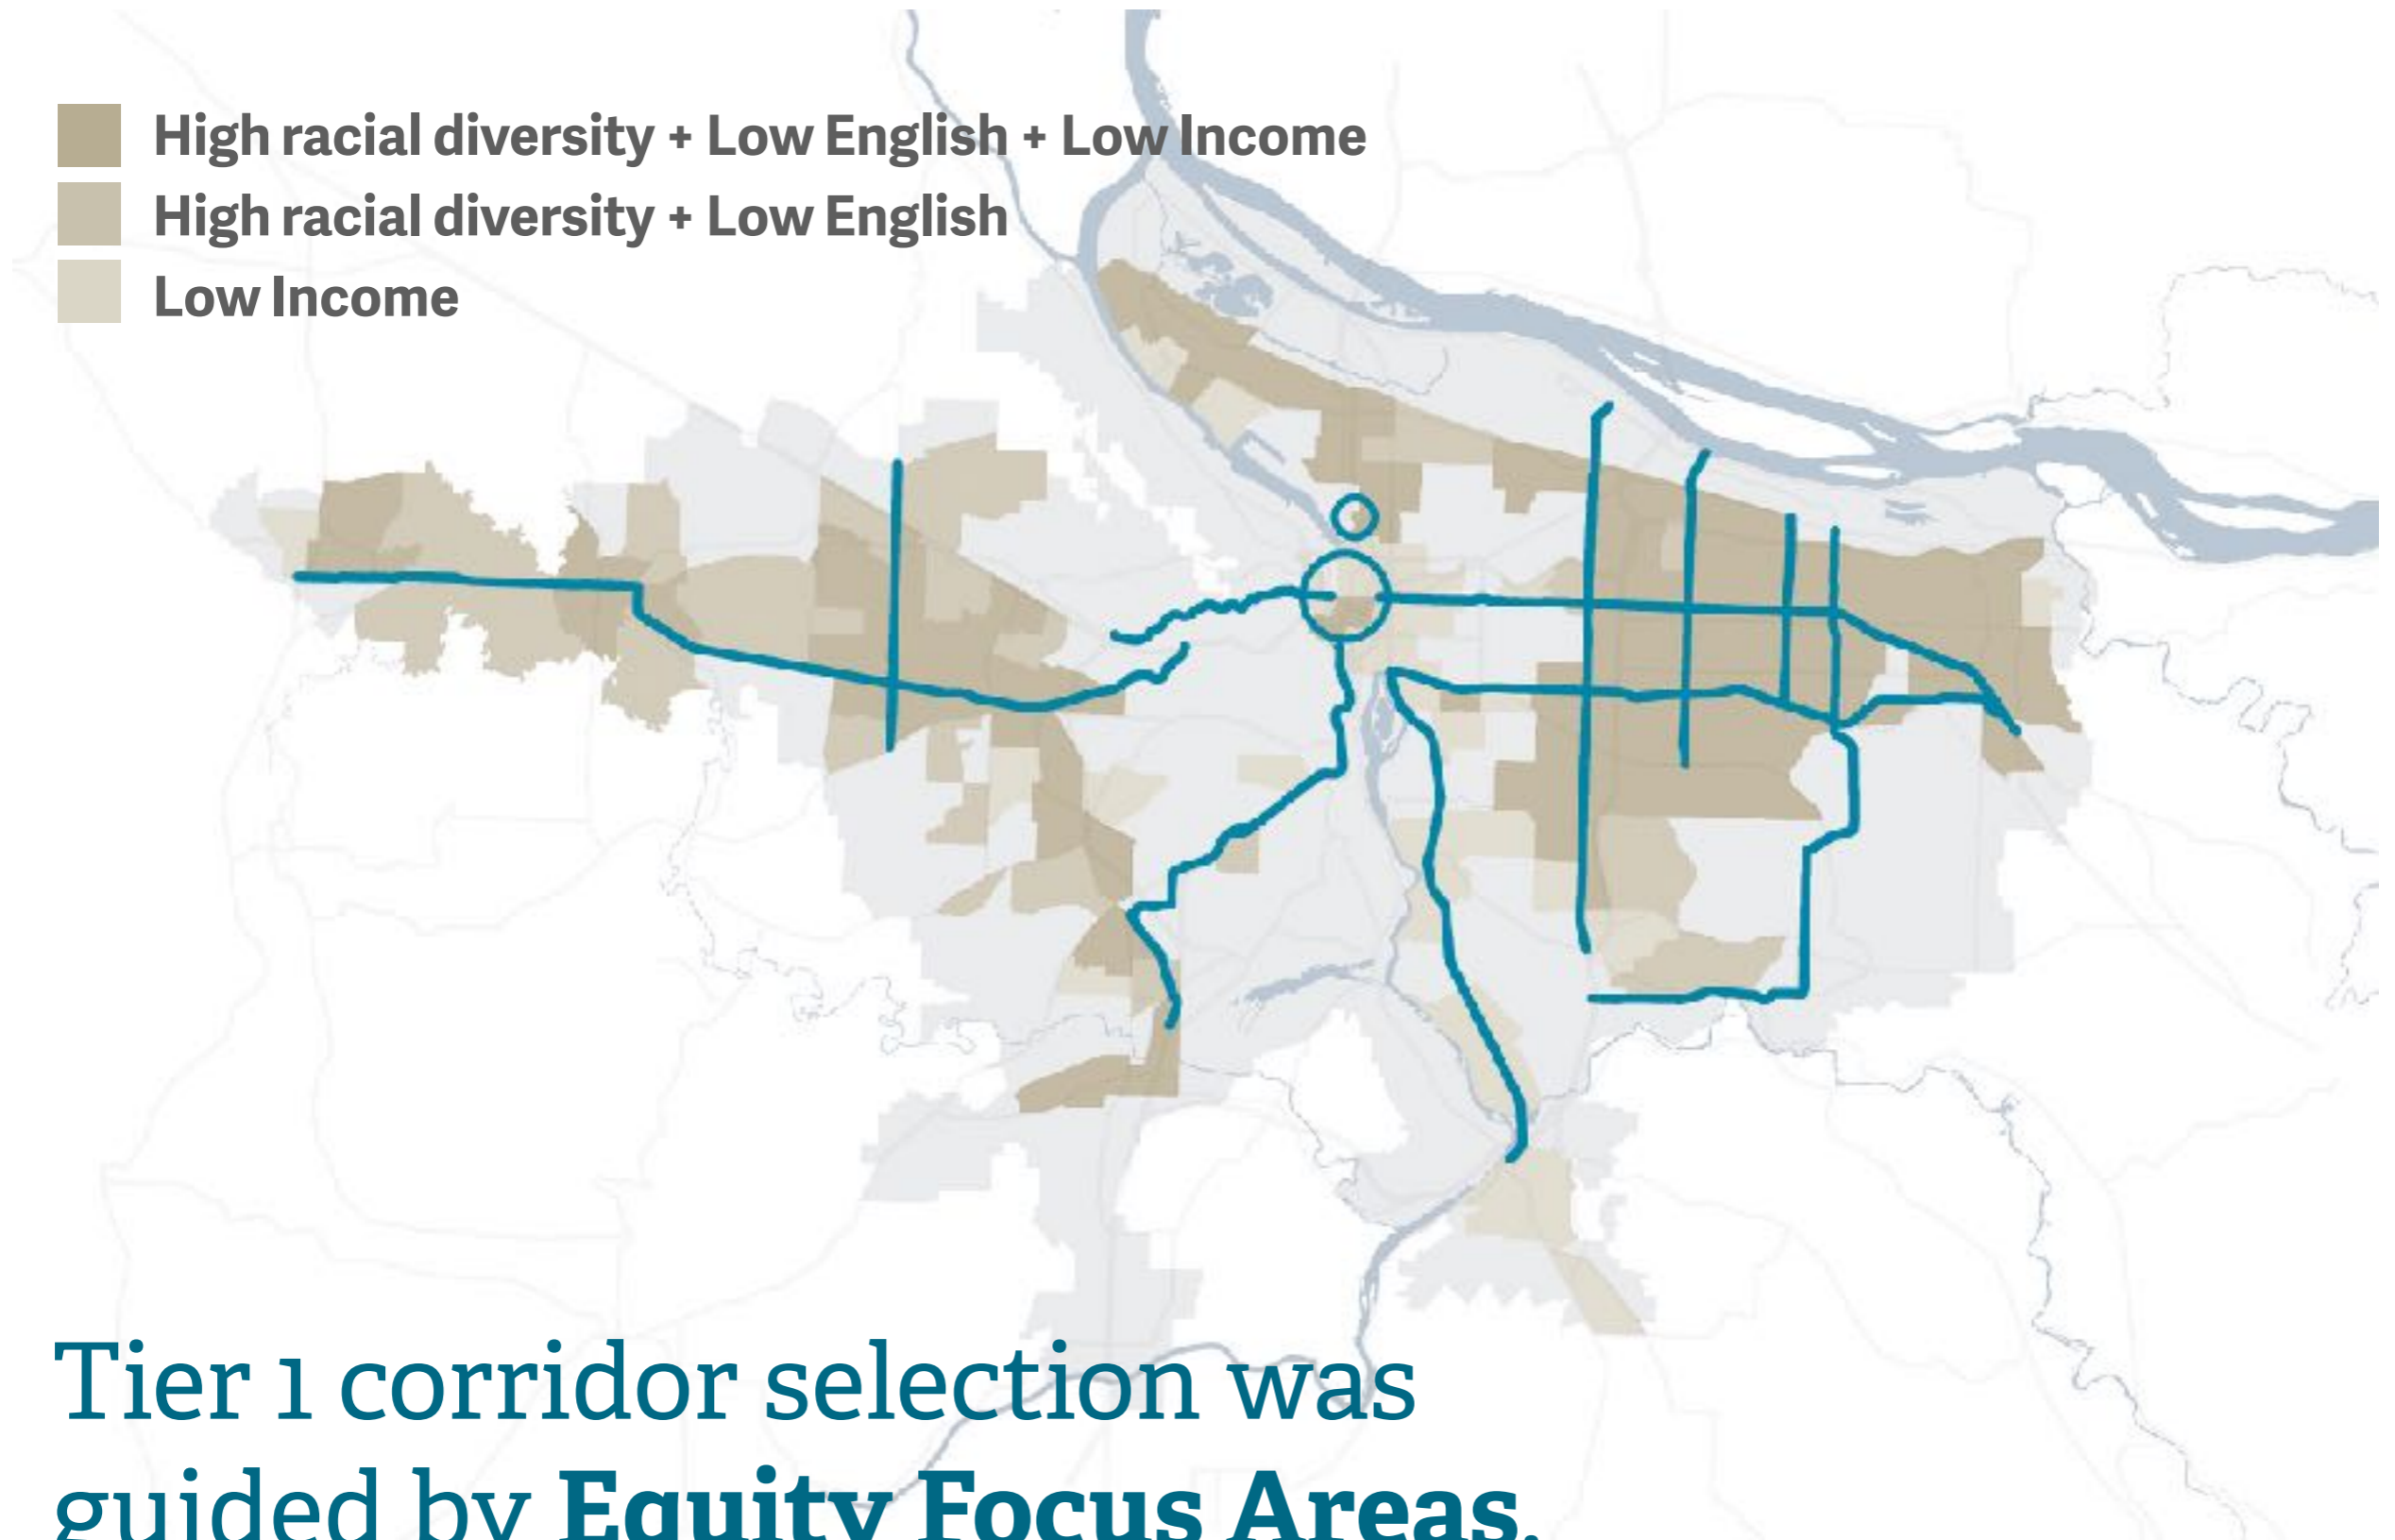 High racial diversity + Low English + Low Income
High racial diversity + Low English
Low Income
Tier 1 corridor selection was
guided by Equity Focus Areas.